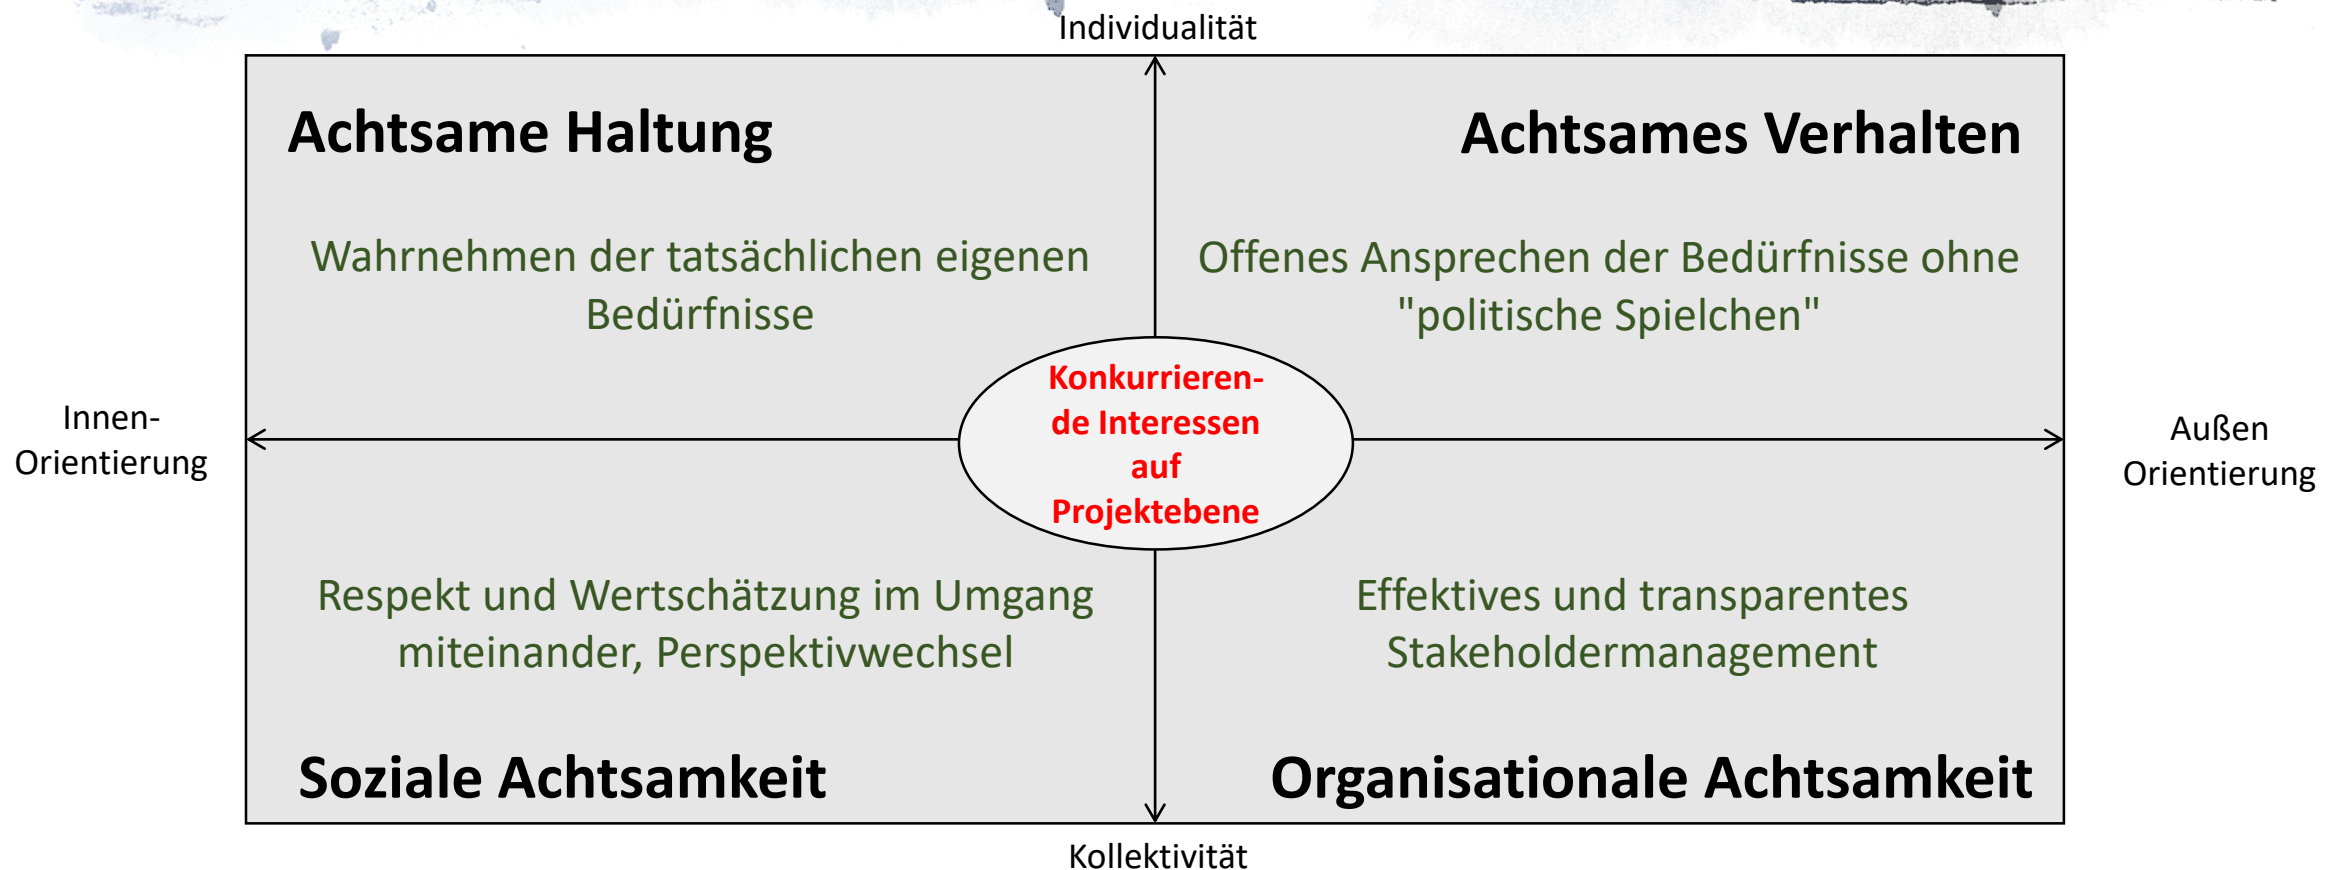 Individualität
Achtsame Haltung
Achtsames Verhalten
Wahrnehmen der tatsächlichen eigenen
Bedürfnisse
Offenes Ansprechen der Bedürfnisse ohne
"politische Spielchen"
Innen-
Orientierung
Konkurrieren-
de Interessen
auf
Projektebene
Außen
Orientierung
Respekt und Wertschätzung im Umgang
miteinander, Perspektivwechsel
Effektives und transparentes
Stakeholdermanagement
Soziale Achtsamkeit
Organisationale Achtsamkeit
Kollektivität